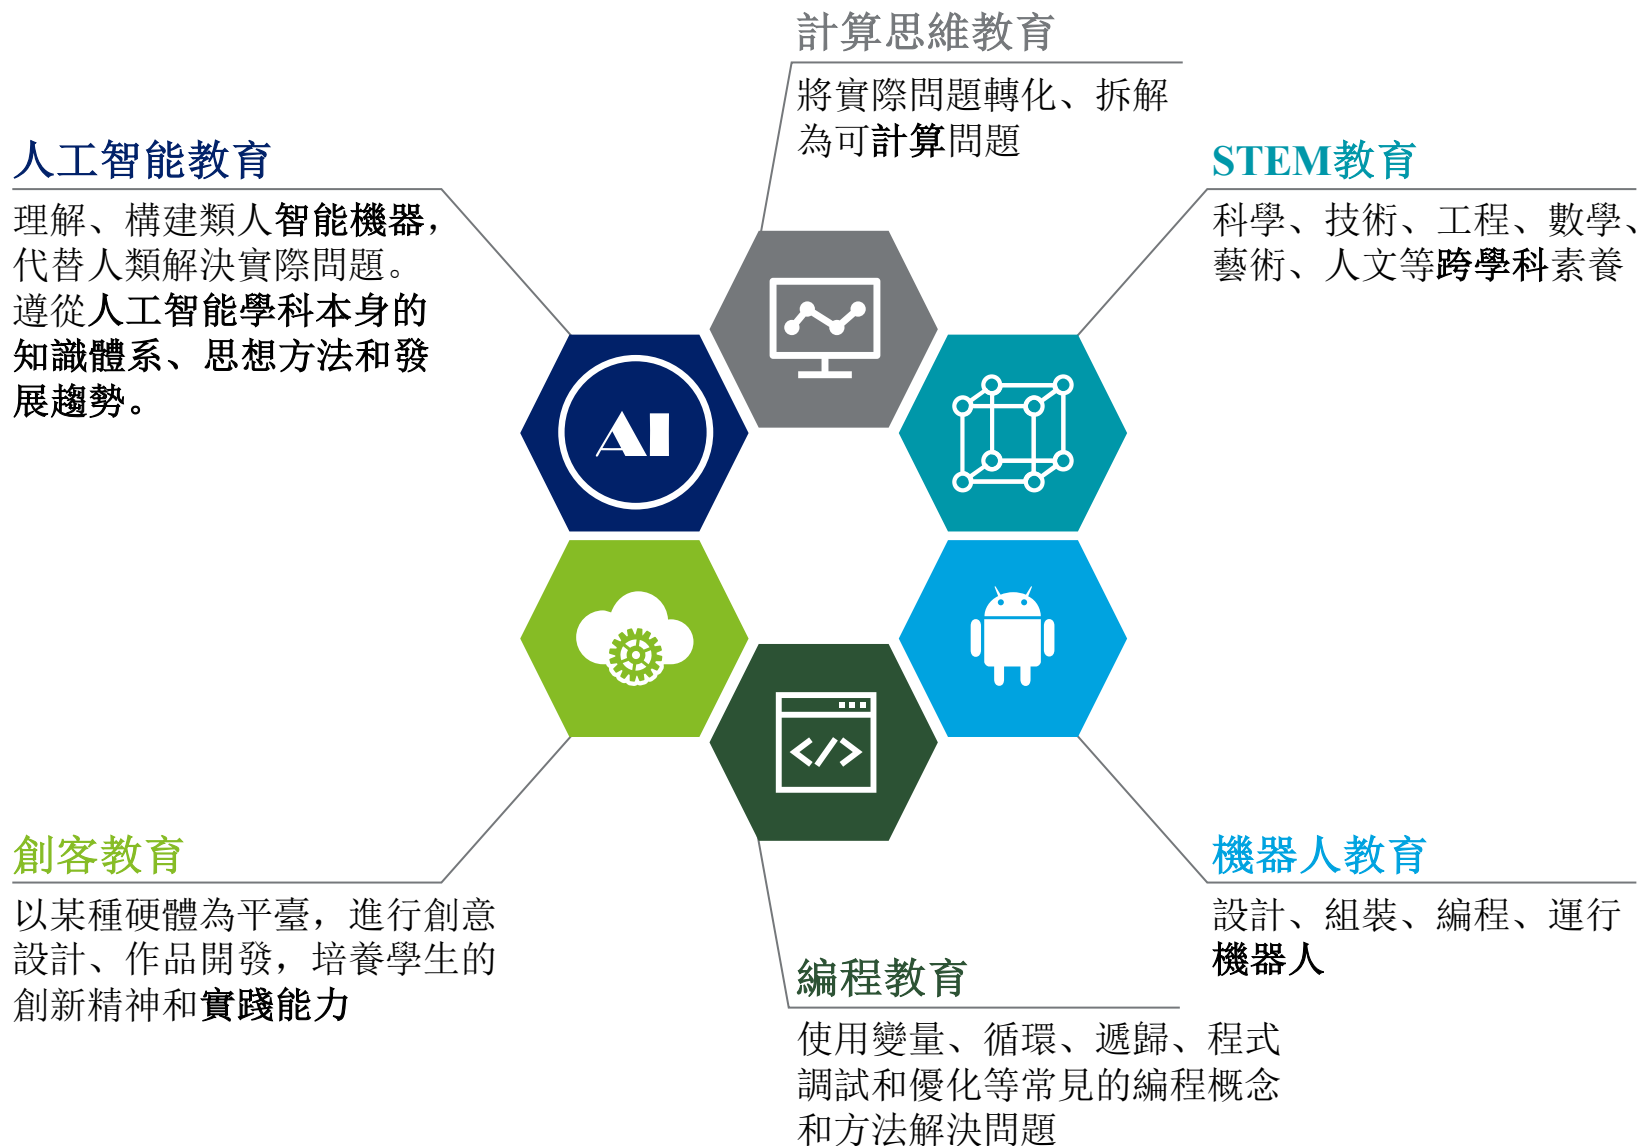 計算思維教育
將實際問題轉化、拆解
為可計算問題
人工智能教育
理解、構建類人智能機器，
代替人類解決實際問題。
遵從人工智能學科本身的
知識體系、思想方法和發
展趨勢。
STEM教育
科學、技術、工程、數學、
藝術、人文等跨學科素養
AI
</>
創客教育
以某種硬體為平臺，進行創意
設計、作品開發，培養學生的
創新精神和實踐能力
編程教育
使用變量、循環、遞歸、程式
調試和優化等常見的編程概念
和方法解決問題
機器人教育
設計、組裝、編程、運行
機器人